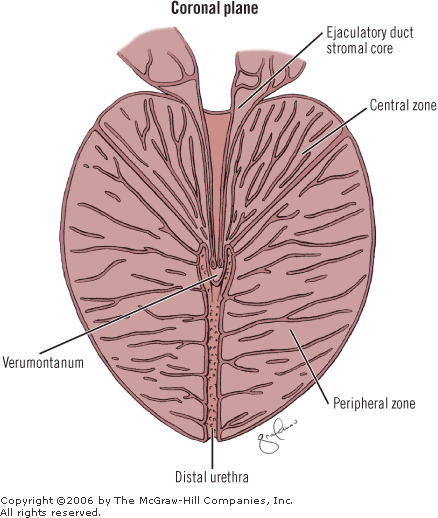 Coronal plane
Ejaculatory duct
stromal core
Central zone
Verumontanum
Peripheral zone
Distal urethra
Copyright ©2006 by The McGraw-Hill Companies, Inc.
All rights reserved.